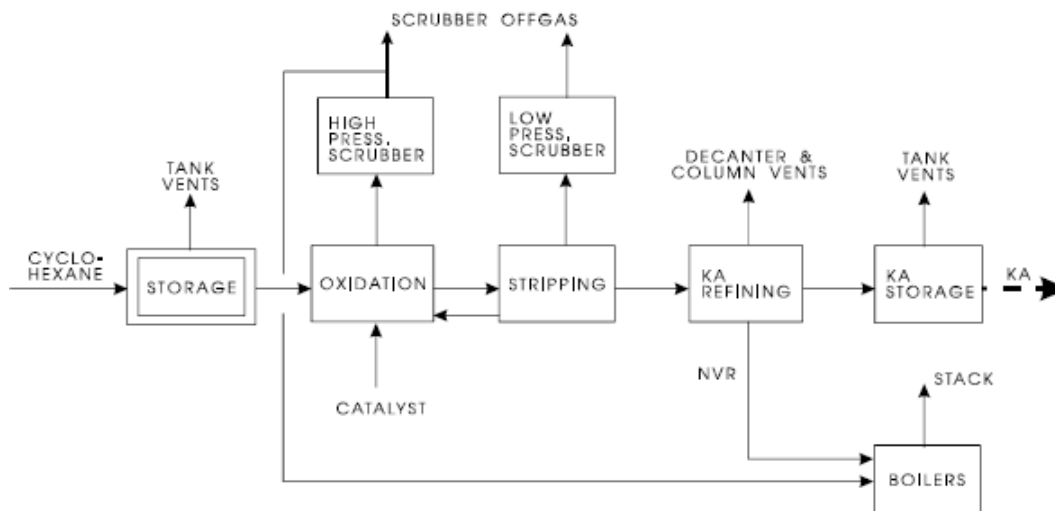 SCRUBBER OFFGAS
HIGH
PRESS,
SCRUBBER
LOW
PRESS,
SCRUBBER
TANK
VENTS
DECANTER &
COLUMN VENTS
TANK
VENTS
CYCLO-
HEXANE
STORAGE
OXIDATION
STRIPPING
KA
REFINING
KA
STORAGE
KA
NVR
CATALYST
STACK
BOILERS